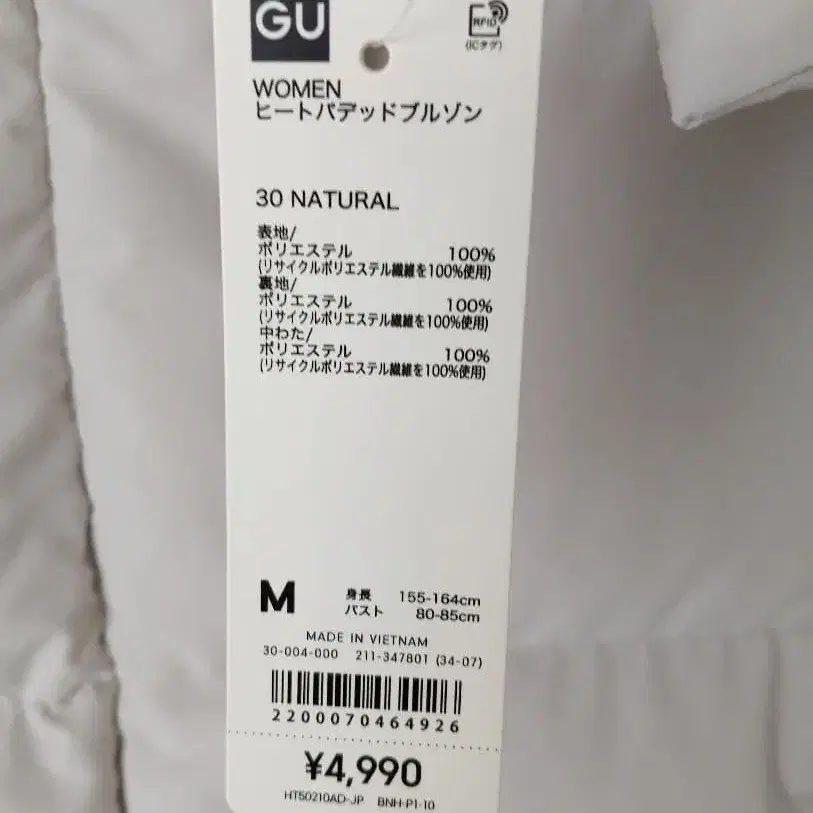 GU
RFID
(ICタグ)
WOMEN
ヒートパデッドブルゾン
30 NATURAL
表地/
ポリエステル 100%
(リサイクルポリエステル繊維を100%使用)
裏地/
ポリエステル 100%
(リサイクルポリエステル繊維を100%使用)
中わた/
ポリエステル 100%
(リサイクルポリエステル繊維を100%使用)
M 身長 155-164cm
バスト 80-85cm
MADE IN VIETNAM
30-004-000 211-347801 (34-07)
2200070464926
¥4,990
HT50210AD-JP BNH-P1-10